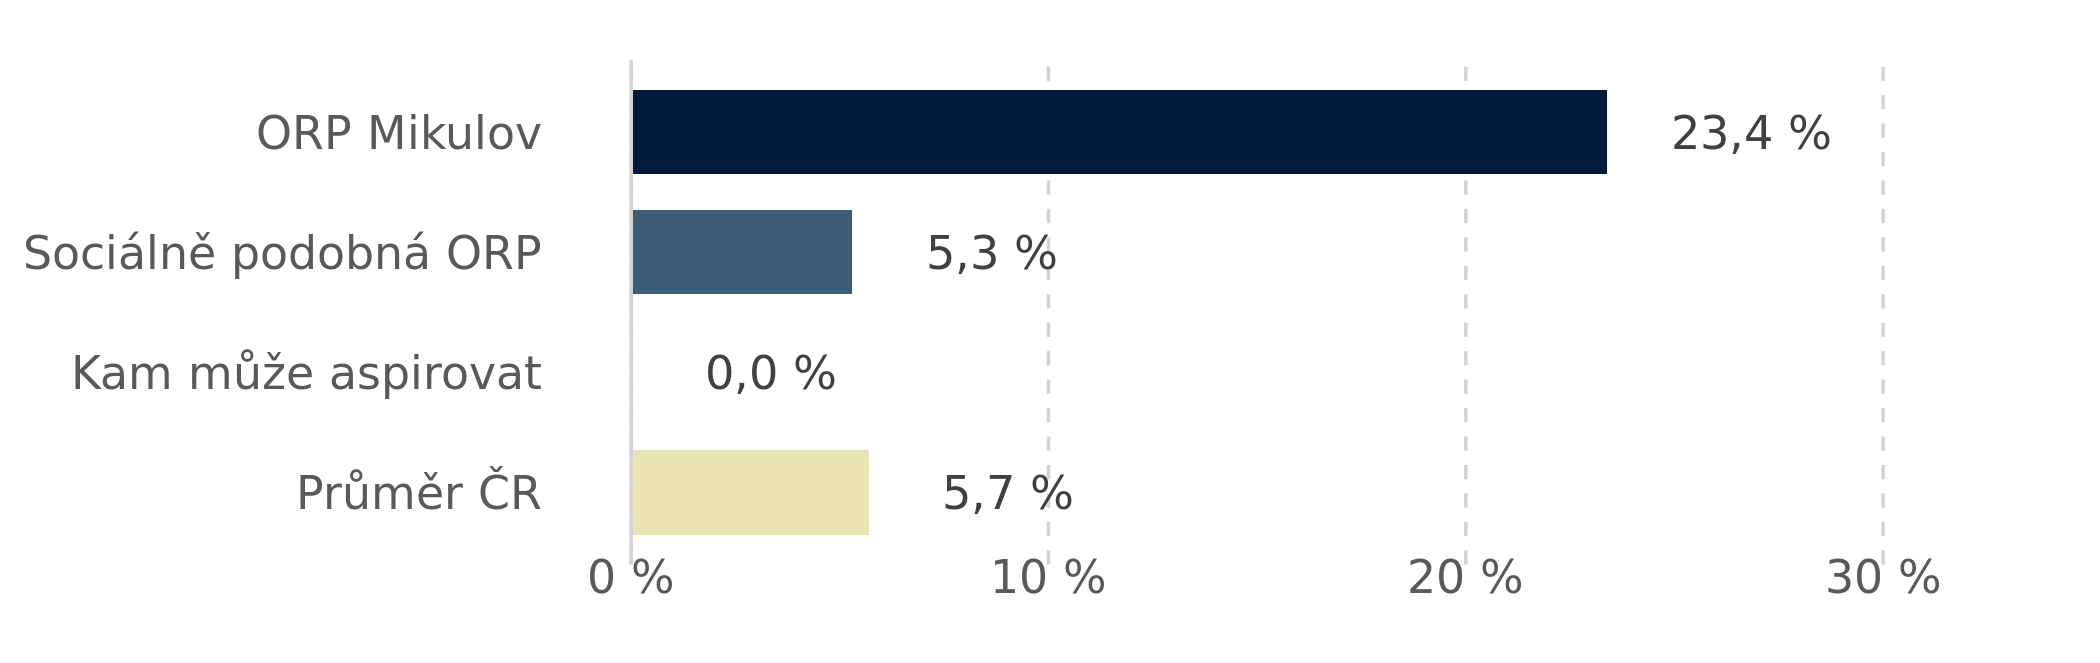 ORP Mikulov
23,4 %
Sociálně podobná ORP
5,3 %
Kam může aspirovat
0,0 %
Průměr ČR
5,7 %
0 %
10 %
20 %
30 %